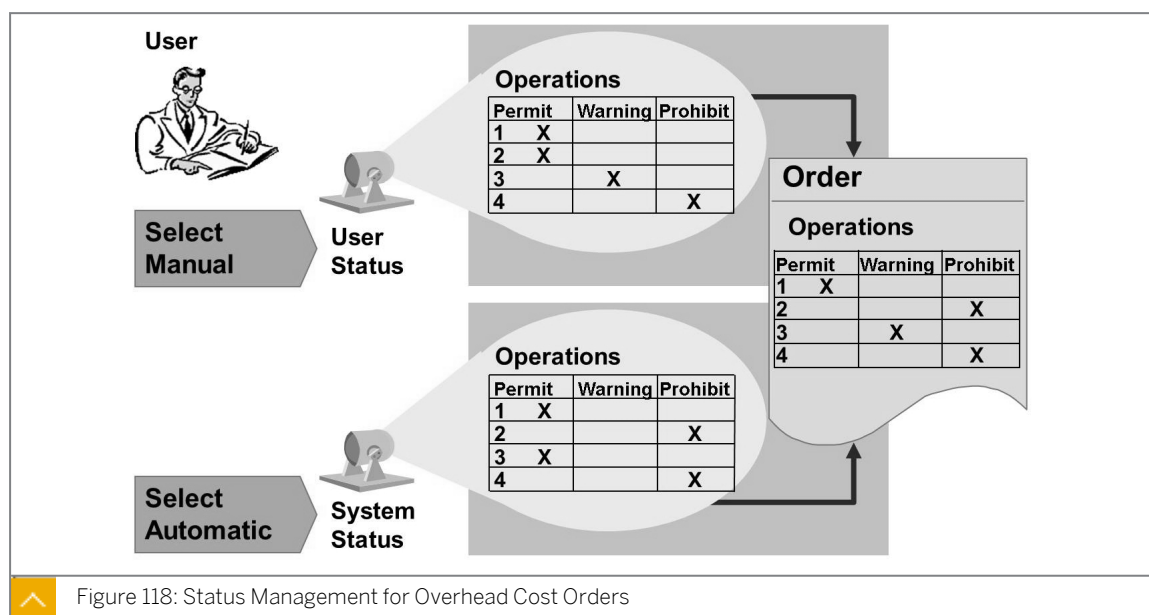 User
Operations
Permit Warning Prohibit
1 X
2 X
3 X
4 X
Select
Manual
User
Status
Order
Operations
Permit Warning Prohibit
1 X
2 X
3 X
4 X
Operations
Permit Warning Prohibit
1 X
2 X
3 X
4 X
Select
Automatic
System
Status
Figure 118: Status Management for Overhead Cost Orders